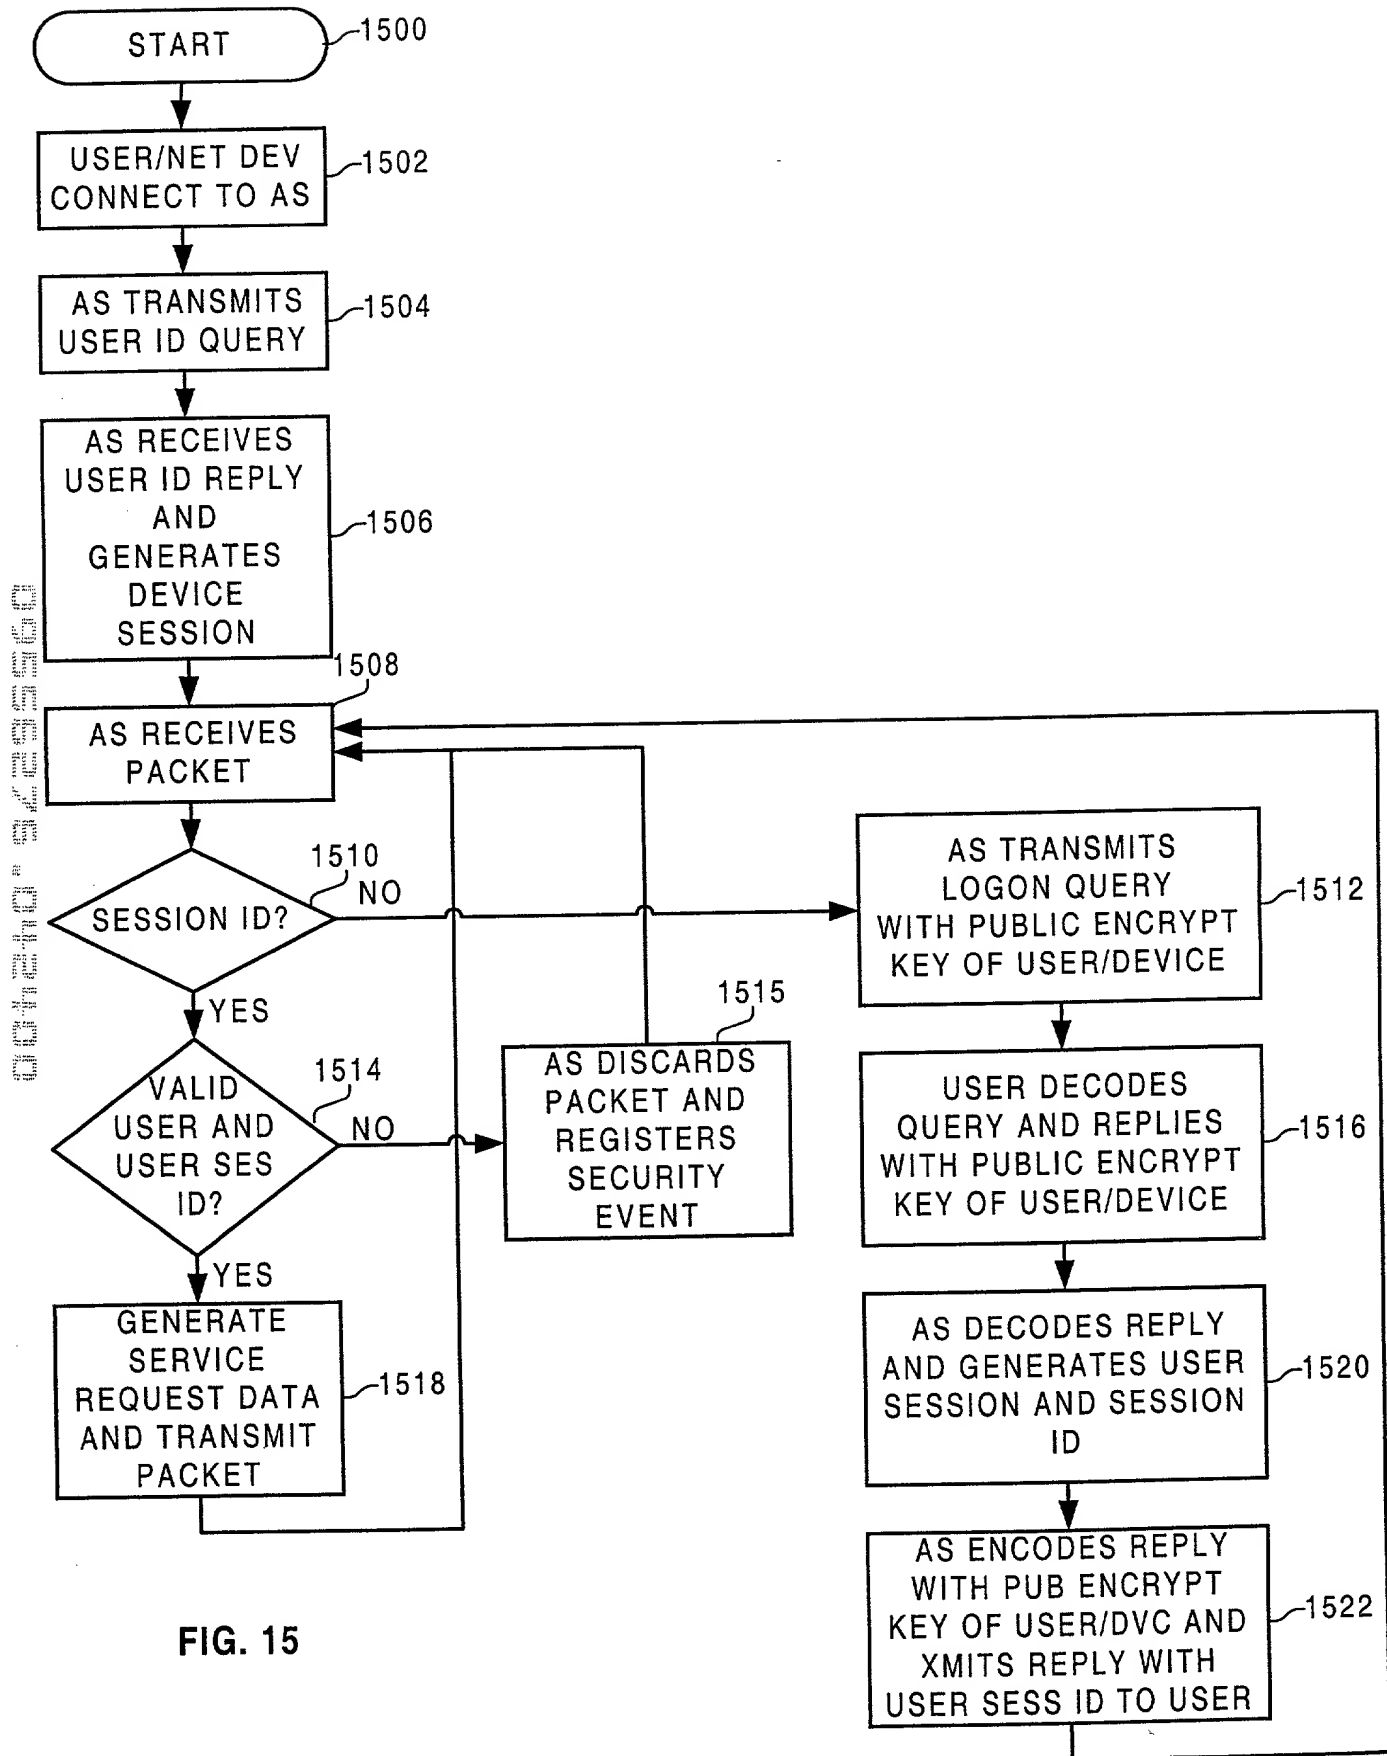 START
1500
USER/NET DEV
CONNECT TO AS
1502
AS TRANSMITS
USER ID QUERY
1504
AS RECEIVES
USER ID REPLY
AND
GENERATES
DEVICE
SESSION
1506
1508
AS RECEIVES
PACKET
1510
SESSION ID?
NO
YES
AS TRANSMITS
LOGON QUERY
WITH PUBLIC ENCRYPT
KEY OF USER/DEVICE
1512
1514
VALID
USER AND
USER SES
ID?
NO
YES
1515
AS DISCARDS
PACKET AND
REGISTERS
SECURITY
EVENT
USER DECODES
QUERY AND REPLIES
WITH PUBLIC ENCRYPT
KEY OF USER/DEVICE
1516
GENERATE
SERVICE
REQUEST DATA
AND TRANSMIT
PACKET
1518
AS DECODES REPLY
AND GENERATES USER
SESSION AND SESSION
ID
1520
AS ENCODES REPLY
WITH PUB ENCRYPT
KEY OF USER/DVC AND
XMITS REPLY WITH
USER SESS ID TO USER
1522
FIG. 15